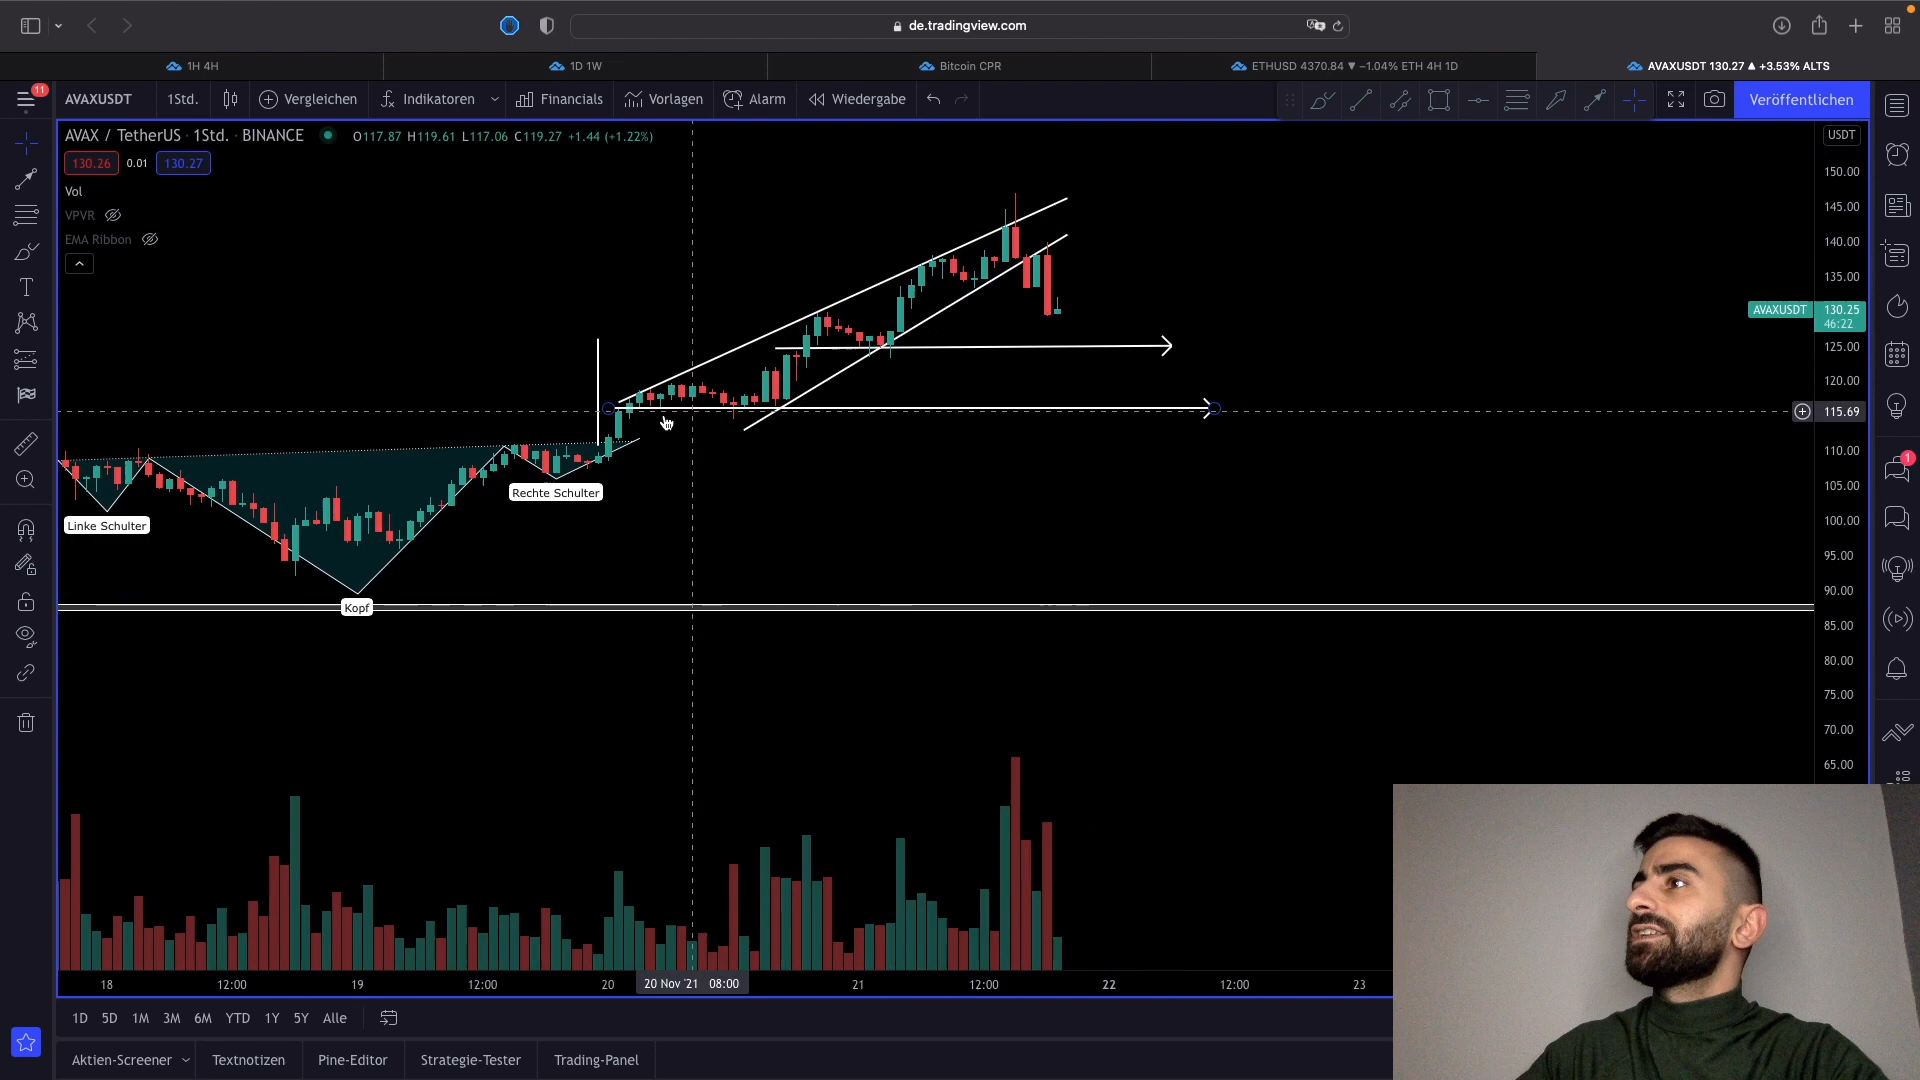 de.tradingview.com
1H 4H
1D 1W
Bitcoin CPR
ETHUSD 4370.84 ▼ −1.04% ETH 4H 1D
AVAXUSDT 130.27 ▲ +3.53% ALTS
11
AVAXUSDT
1Std.
Vergleichen
Indikatoren
Financials
Vorlagen
Alarm
Wiedergabe
Veröffentlichen
AVAX / TetherUS · 1Std. · BINANCE
O117.87 H119.61 L117.06 C119.27 +1.44 (+1.22%)
USDT
130.26
0.01
130.27
Vol
VPVR
EMA Ribbon
150.00
145.00
140.00
135.00
AVAXUSDT
130.25
46:22
125.00
120.00
115.69
110.00
105.00
100.00
95.00
90.00
85.00
80.00
75.00
70.00
65.00
1
Rechte Schulter
Linke Schulter
Kopf
18
12:00
19
12:00
20
20 Nov '21 08:00
21
12:00
22
12:00
23
1D
5D
1M
3M
6M
YTD
1Y
5Y
Alle
Aktien-Screener
Textnotizen
Pine-Editor
Strategie-Tester
Trading-Panel